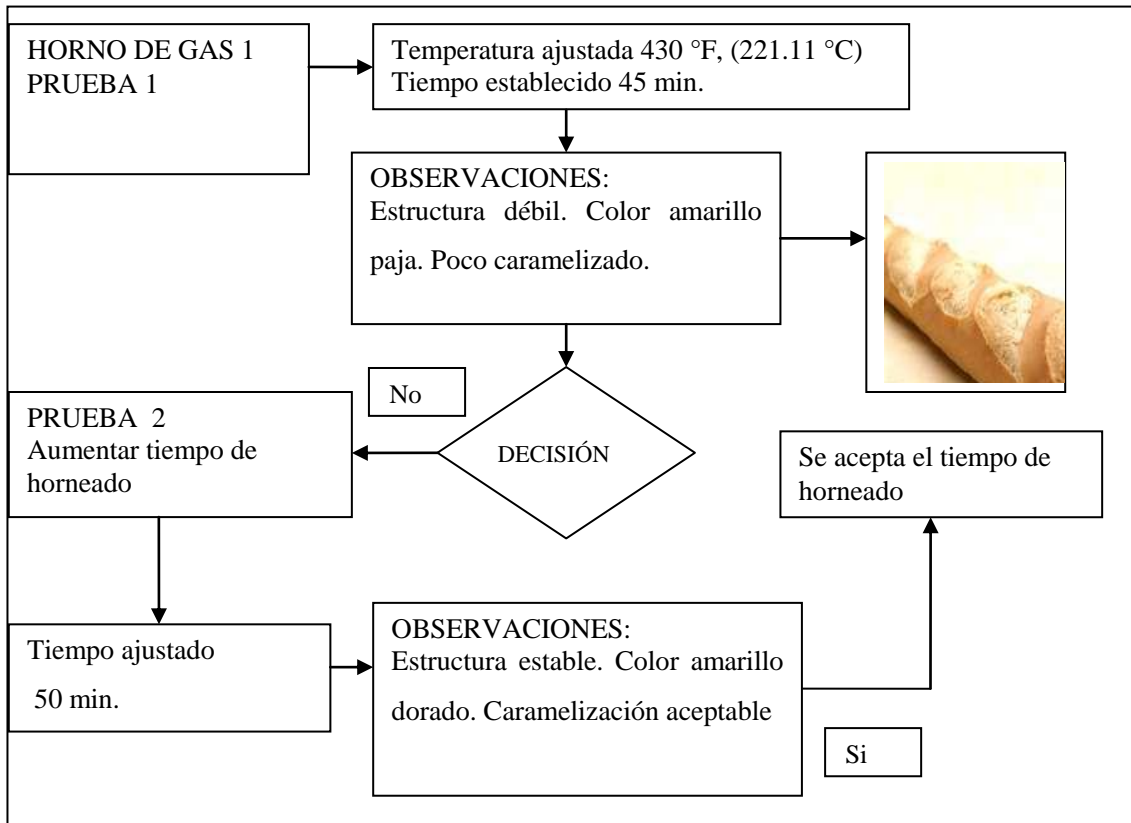 HORNO DE GAS 1
PRUEBA 1
Temperatura ajustada 430 °F, (221.11 °C)
Tiempo establecido 45 min.
OBSERVACIONES:
Estructura débil. Color amarillo
paja. Poco caramelizado.
No
DECISIÓN
PRUEBA 2
Aumentar tiempo de
horneado
Se acepta el tiempo de
horneado
Tiempo ajustado
50 min.
OBSERVACIONES:
Estructura estable. Color amarillo
dorado. Caramelización aceptable
Si